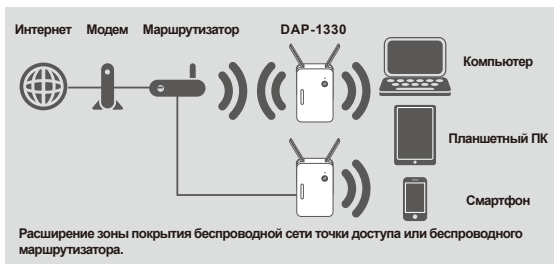 Интернет Модем Маршрутизатор DAP-1330
Компьютер
Планшетный ПК
Смартфон
Расширение зоны покрытия беспроводной сети точки доступа или беспроводного
маршрутизатора.